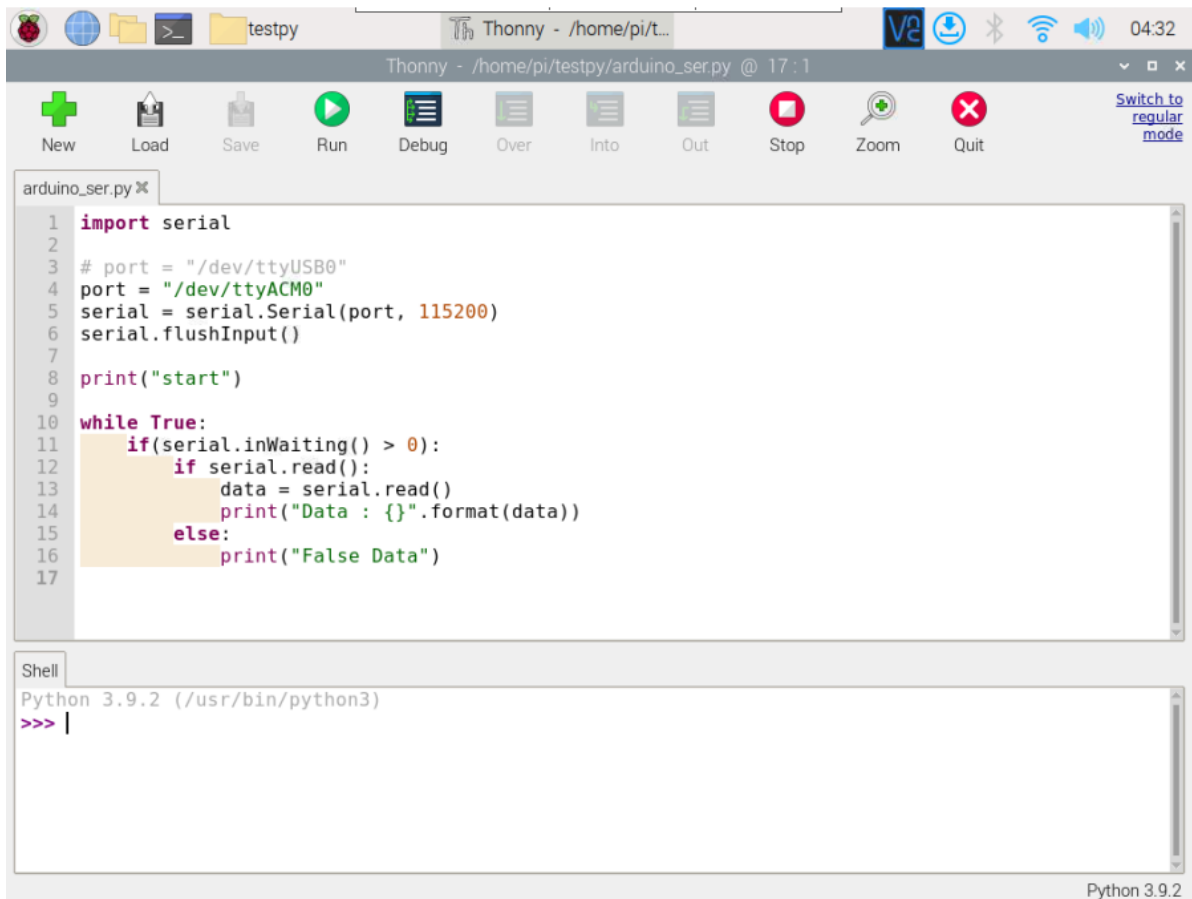 testpy
Thonny - /home/pi/t...
04:32
Thonny - /home/pi/testpy/arduino_ser.py @ 17:1
New Load Save Run Debug Over Into Out Stop Zoom Quit
Switch to
regular
mode
arduino_ser.py
1 import serial
2
3 # port = "/dev/ttyUSB0"
4 port = "/dev/ttyACM0"
5 serial = serial.Serial(port, 115200)
6 serial.flushInput()
7
8 print("start")
9
10 while True:
11     if(serial.inWaiting() > 0):
12         if serial.read():
13             data = serial.read()
14             print("Data : {}".format(data))
15         else:
16             print("False Data")
17
Shell
Python 3.9.2 (/usr/bin/python3)
>>>
Python 3.9.2